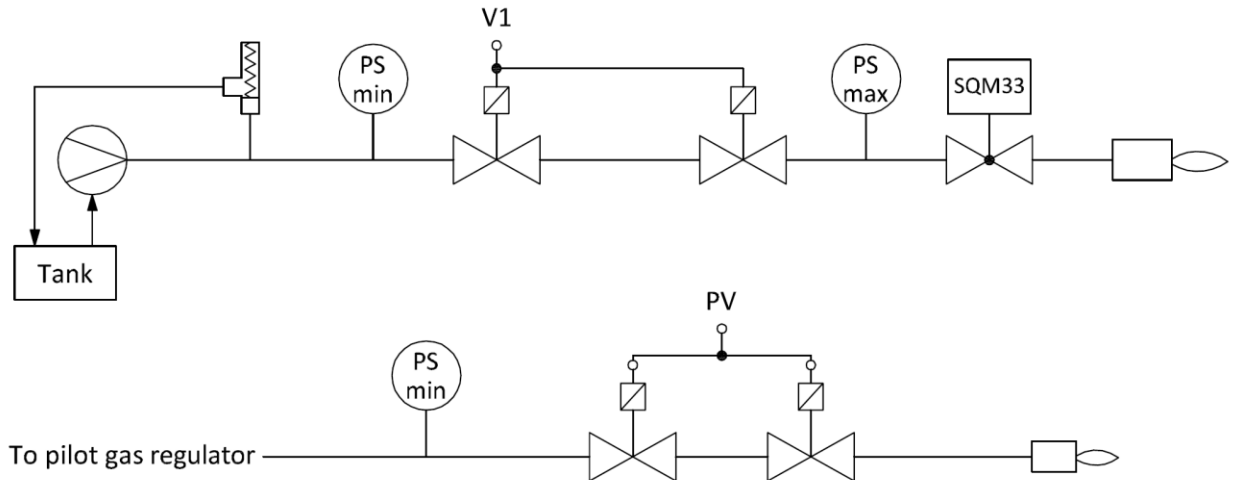 V1
PS
min
PS
max
SQM33
Tank
PV
PS
min
To pilot gas regulator